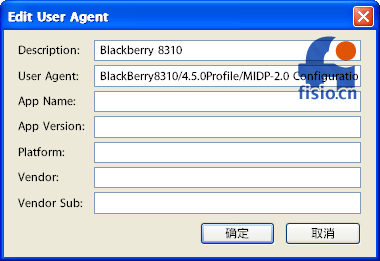 Edit User Agent
Description: Blackberry 8310
User Agent: BlackBerry8310/4.5.0Profile/MIDP-2.0 Configuratio
App Name:
fisio.cn
App Version:
Platform:
Vendor:
Vendor Sub:
确定 取消